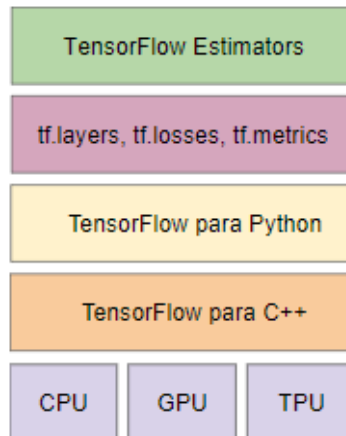 TensorFlow Estimators
tf.layers, tf.losses, tf.metrics
TensorFlow para Python
TensorFlow para C++
CPU GPU TPU